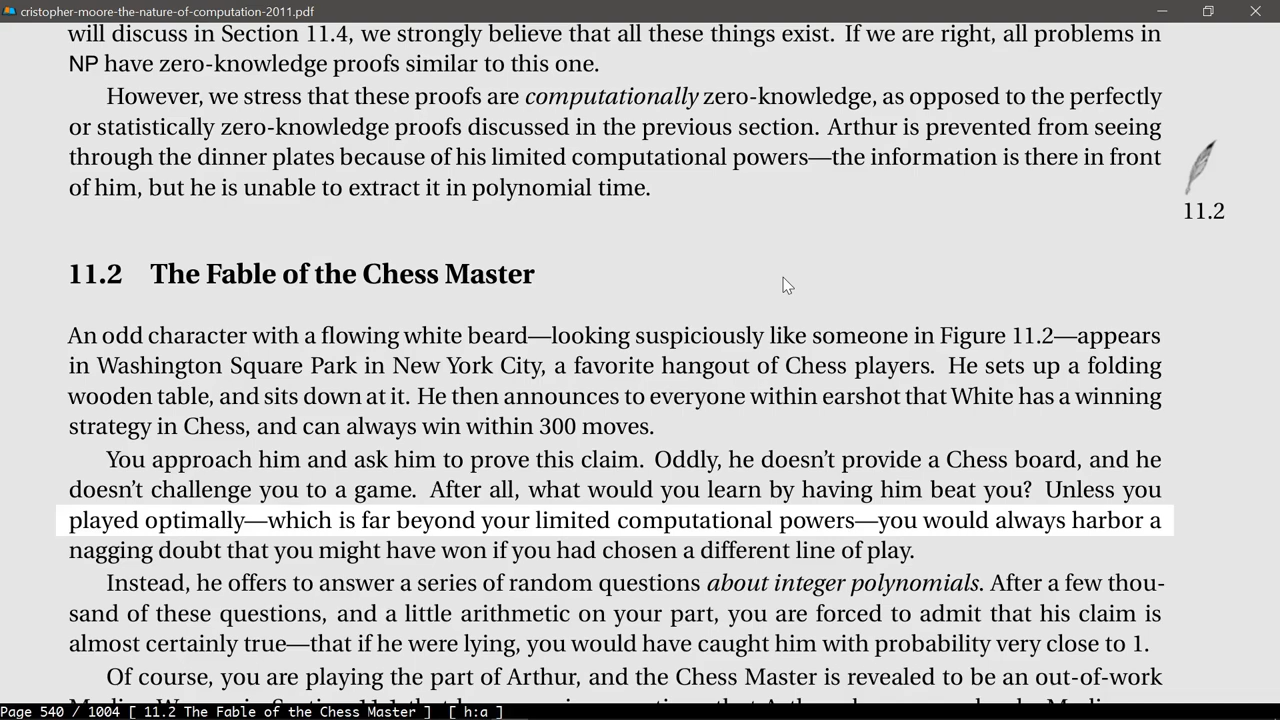 cristopher-moore-the-nature-of-computation-2011.pdf
will discuss in Section 11.4, we strongly believe that all these things exist. If we are right, all problems in
NP have zero-knowledge proofs similar to this one.
However, we stress that these proofs are computationally zero-knowledge, as opposed to the perfectly
or statistically zero-knowledge proofs discussed in the previous section. Arthur is prevented from seeing
through the dinner plates because of his limited computational powers—the information is there in front
of him, but he is unable to extract it in polynomial time.
11.2
11.2 The Fable of the Chess Master
An odd character with a flowing white beard—looking suspiciously like someone in Figure 11.2—appears
in Washington Square Park in New York City, a favorite hangout of Chess players. He sets up a folding
wooden table, and sits down at it. He then announces to everyone within earshot that White has a winning
strategy in Chess, and can always win within 300 moves.
You approach him and ask him to prove this claim. Oddly, he doesn't provide a Chess board, and he
doesn't challenge you to a game. After all, what would you learn by having him beat you? Unless you
played optimally—which is far beyond your limited computational powers—you would always harbor a
nagging doubt that you might have won if you had chosen a different line of play.
Instead, he offers to answer a series of random questions about integer polynomials. After a few thou-
sand of these questions, and a little arithmetic on your part, you are forced to admit that his claim is
almost certainly true—that if he were lying, you would have caught him with probability very close to 1.
Of course, you are playing the part of Arthur, and the Chess Master is revealed to be an out-of-work
Page 540 / 1004 [ 11.2 The Fable of the Chess Master ] [ h:a ]